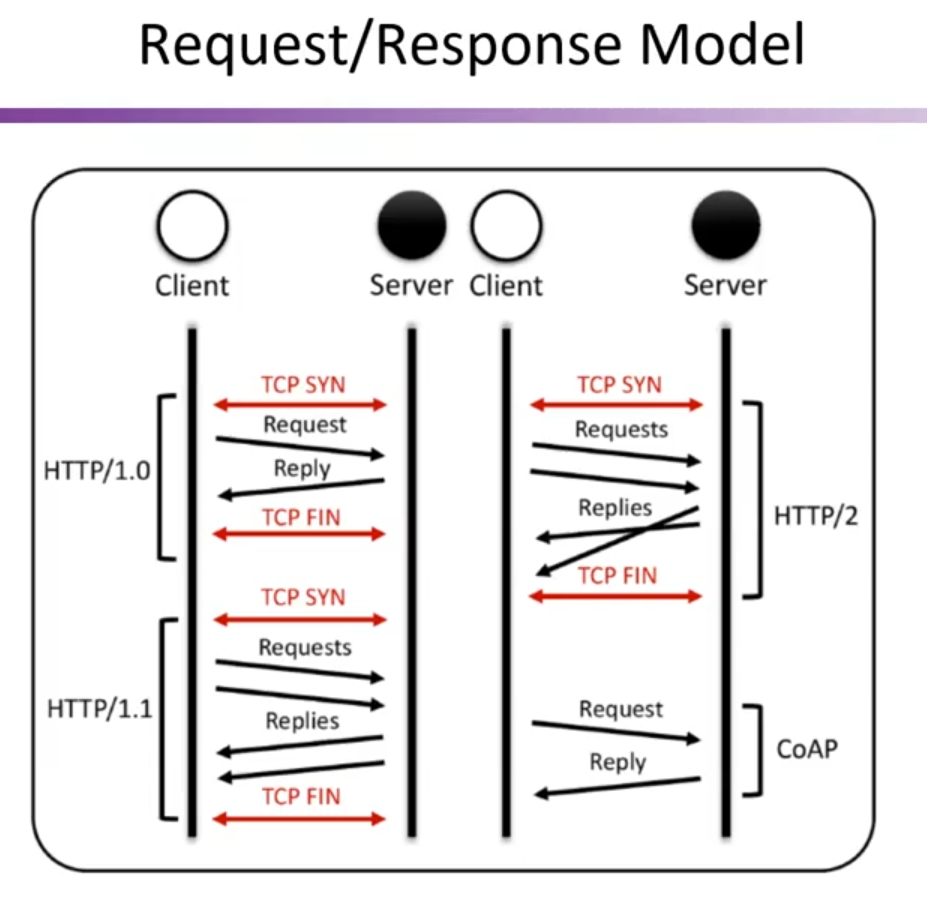 Request/Response Model
Client
Server
Client
Server
HTTP/1.0
TCP SYN
Request
Reply
TCP FIN
HTTP/1.1
TCP SYN
Requests
Replies
TCP FIN
TCP SYN
Requests
Replies
TCP FIN
HTTP/2
Request
Reply
CoAP